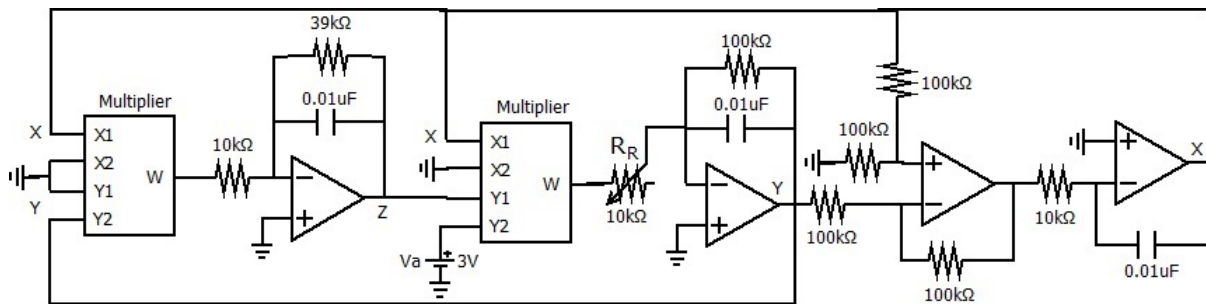 39kΩ
0.01uF
Multiplier
X
X1
X2
Y1
Y
Y2
W
10kΩ
Z
Multiplier
X
X1
X2
Y1
Y2
W
Va
3V
RR
10kΩ
100kΩ
0.01uF
Y
100kΩ
100kΩ
100kΩ
100kΩ
10kΩ
X
0.01uF